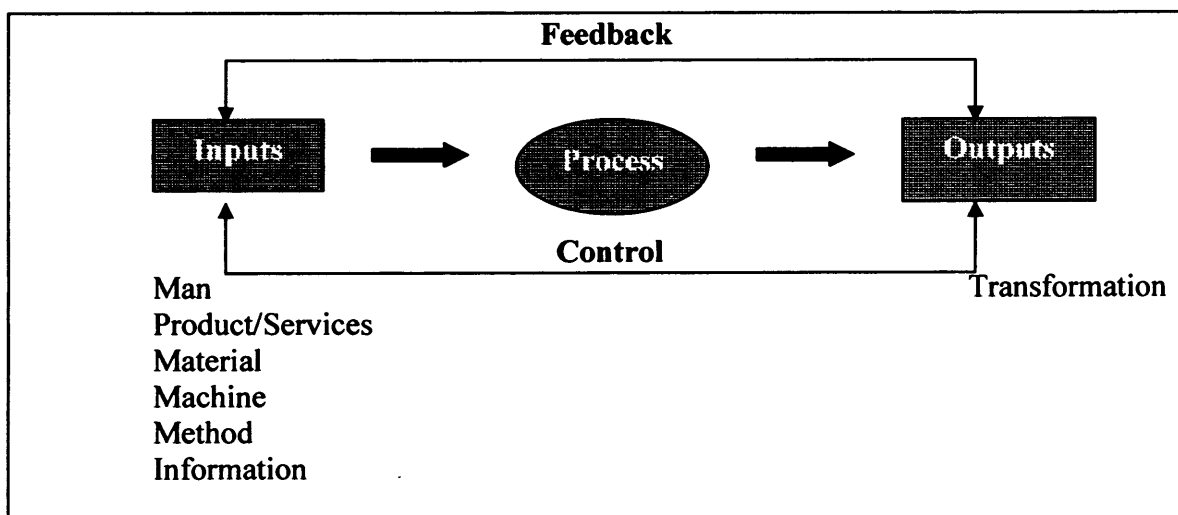 Feedback
Inputs
Process
Outputs
Control
Man
Transformation
Product/Services
Material
Machine
Method
Information